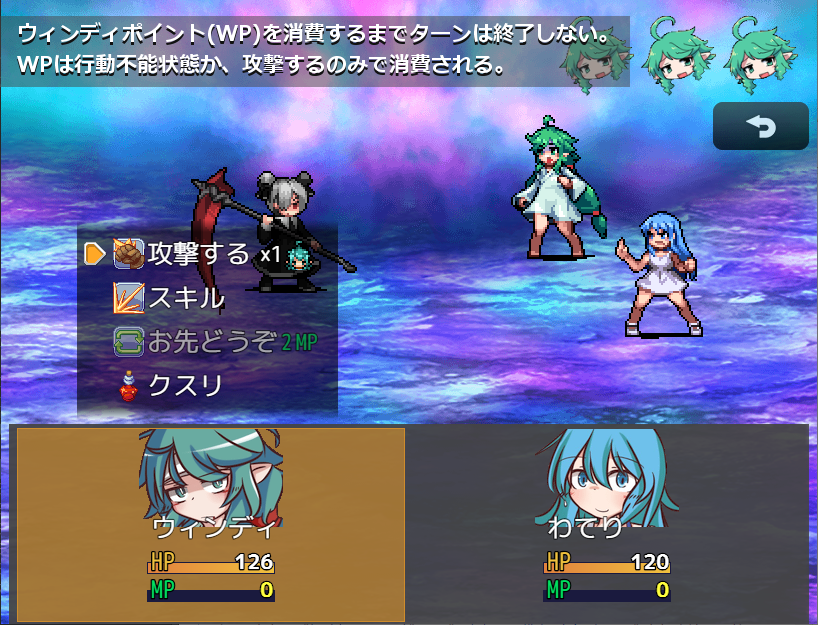 ウィンディポイント(WP)を消費するまでターンは終了しない。
WPは行動不能状態か、攻撃するのみで消費される。
攻撃する x1
スキル
お先どうぞ 2MP
クスリ
ウィンディ
HP 126
MP 0
わてり
HP 120
MP 0